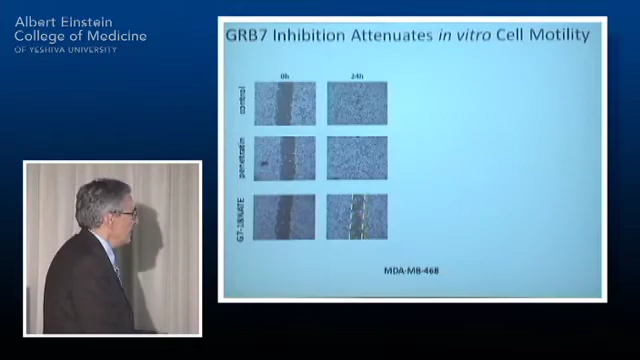 Albert Einstein
College of Medicine
OF YESHIVA UNIVERSITY
GRB7 Inhibition Attenuates in vitro Cell Motility
0h
24h
control
penetratin
G7-18NATE
MDA-MB-468